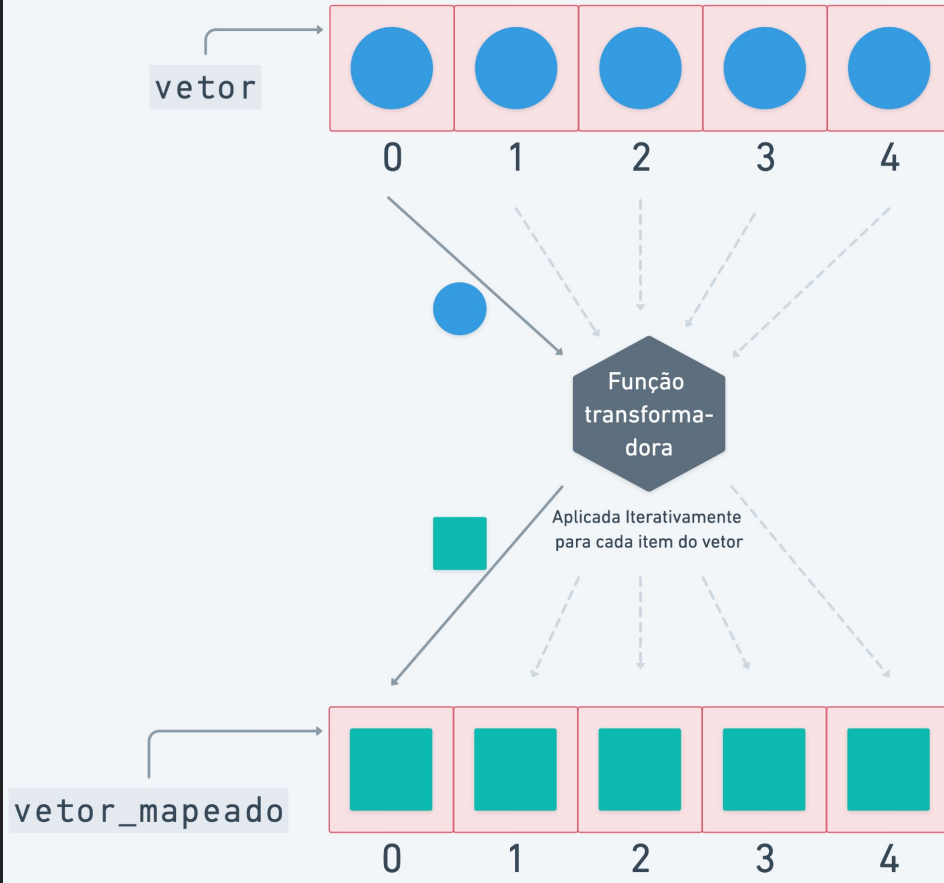 vetor
0 1 2 3 4
Função
transforma-
dora
Aplicada Iterativamente
para cada item do vetor
vetor_mapeado
0 1 2 3 4